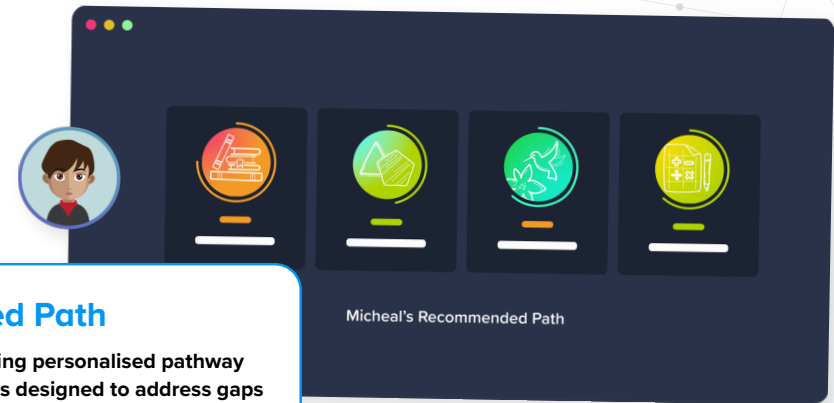 Micheal's Recommended Path
ed Path
ing personalised pathway
s designed to address gaps